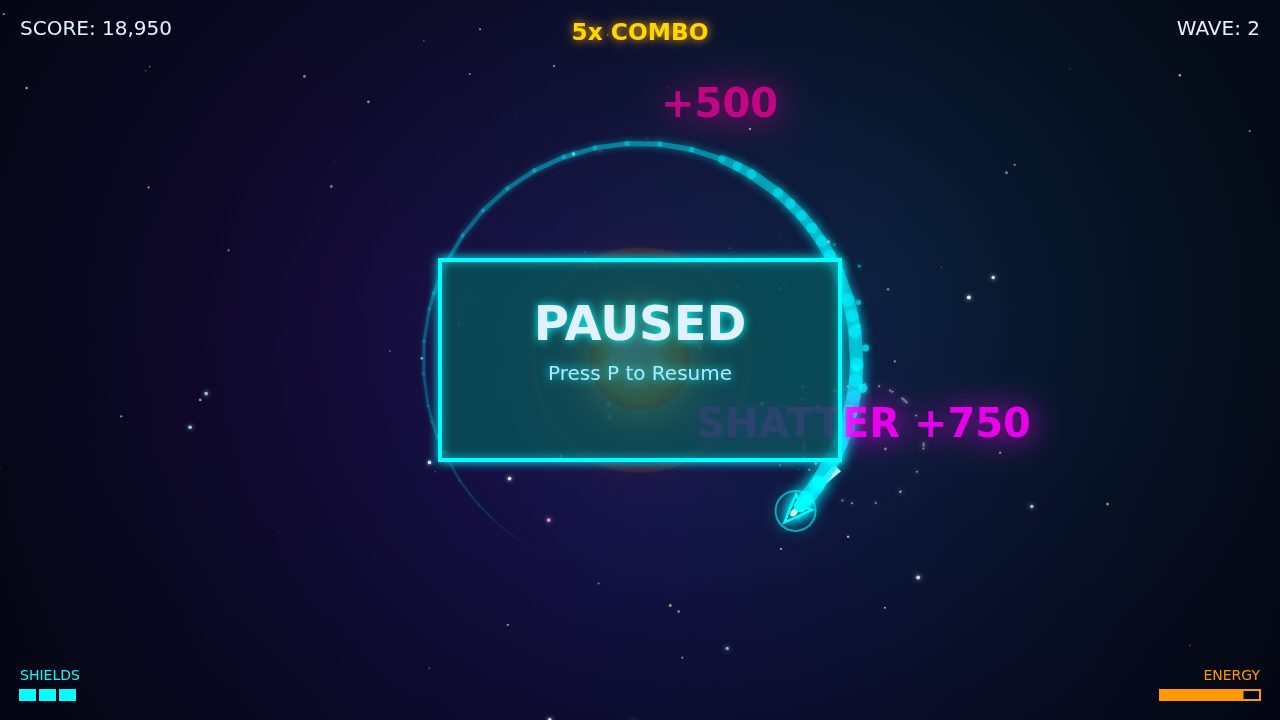 SCORE: 18,950
5x COMBO
WAVE: 2
+500
PAUSED
Press P to Resume
SHATTER +750
SHIELDS
ENERGY